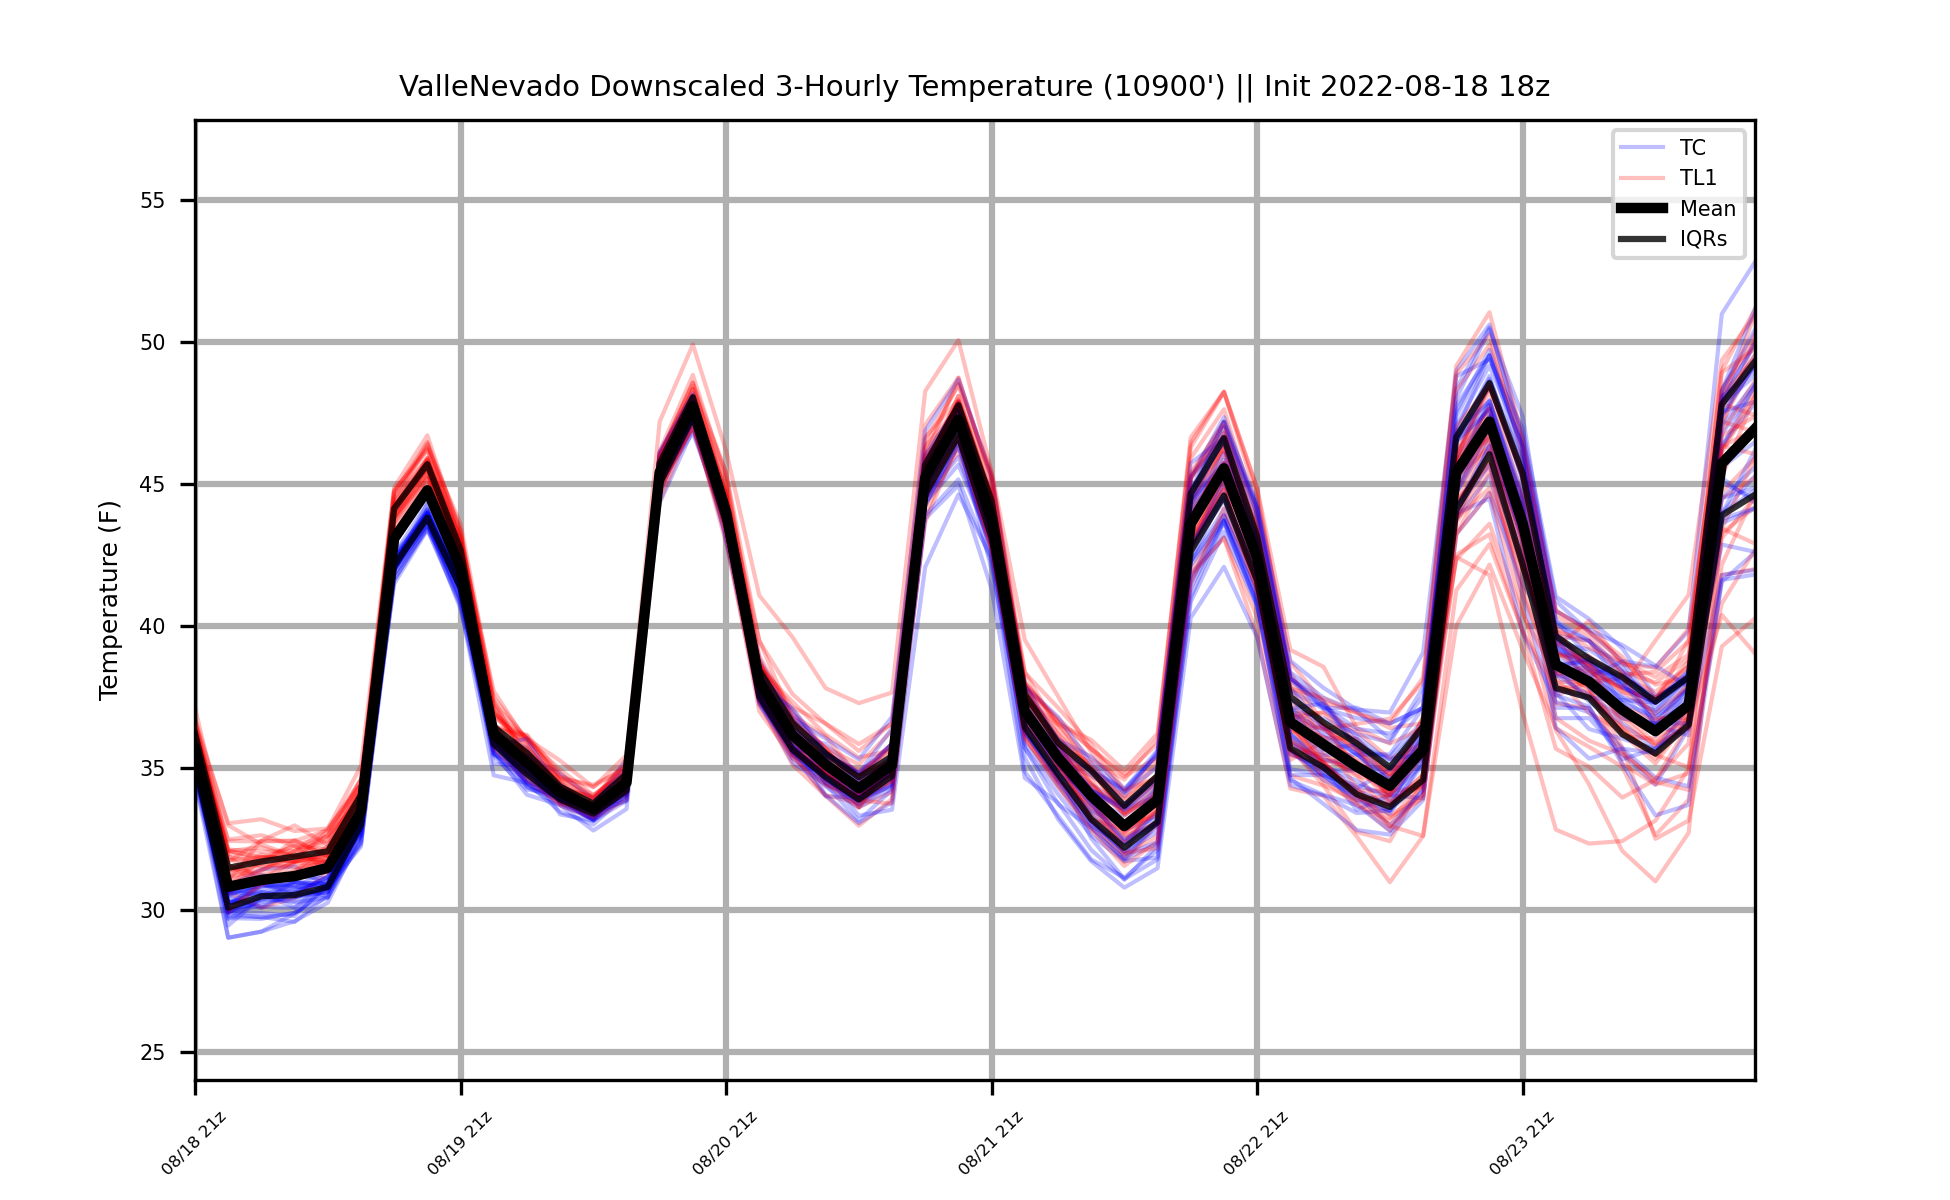 ValleNevado Downscaled 3-Hourly Temperature (10900') || Init 2022-08-18 18z
TC
TL1
Mean
IQRs
Temperature (F)
55
50
45
40
35
30
25
08/18 21z
08/19 21z
08/20 21z
08/21 21z
08/22 21z
08/23 21z